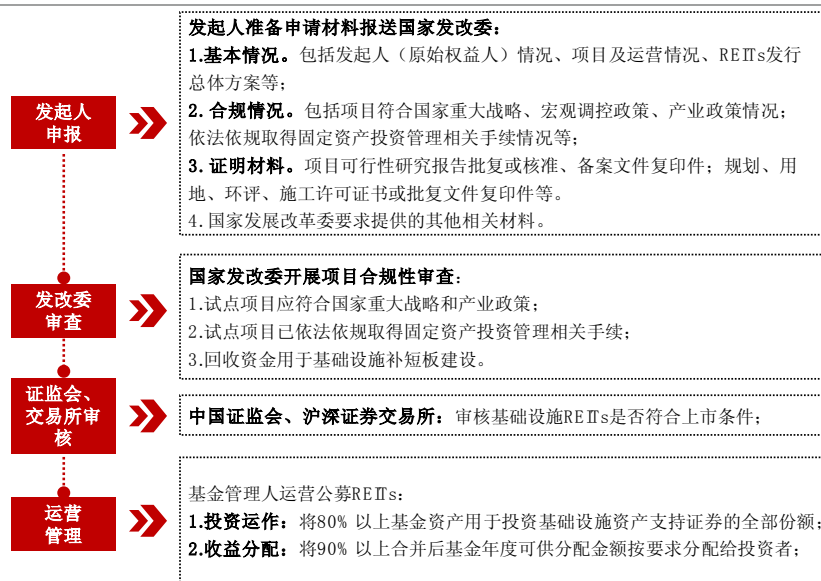 发起人准备申请材料报送国家发改委：
1.基本情况。包括发起人（原始权益人）情况、项目及运营情况、REITs发行
总体方案等；
2. 合规情况。包括项目符合国家重大战略、宏观调控政策、产业政策情况；
依法依规取得固定资产投资管理相关手续情况等；
3. 证明材料。项目可行性研究报告批复或核准、备案文件复印件；规划、用
地、环评、施工许可证书或批复文件复印件等。
4. 国家发展改革委要求提供的其他相关材料。
发起人
申报
国家发改委开展项目合规性审查：
1.试点项目应符合国家重大战略和产业政策；
2.试点项目已依法依规取得固定资产投资管理相关手续；
3.回收资金用于基础设施补短板建设。
发改委
审查
证监会、
交易所审
核
中国证监会、沪深证券交易所：审核基础设施REITs是否符合上市条件；
运营
管理
基金管理人运营公募REITs：
1.投资运作：将80% 以上基金资产用于投资基础设施资产支持证券的全部份额；
2.收益分配：将90% 以上合并后基金年度可供分配金额按要求分配给投资者；